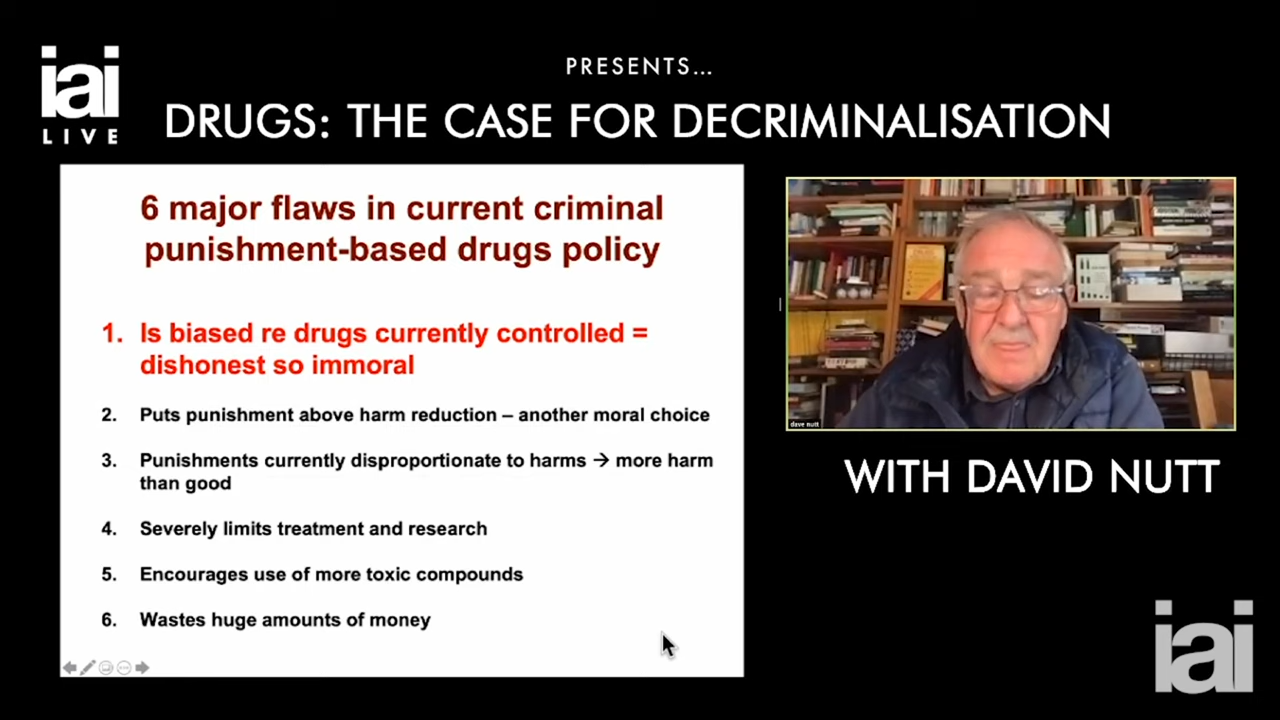 iai
LIVE
PRESENTS...
DRUGS: THE CASE FOR DECRIMINALISATION
6 major flaws in current criminal
punishment-based drugs policy
1. Is biased re drugs currently controlled =
dishonest so immoral
2. Puts punishment above harm reduction – another moral choice
3. Punishments currently disproportionate to harms → more harm
than good
4. Severely limits treatment and research
5. Encourages use of more toxic compounds
6. Wastes huge amounts of money
dave nutt
WITH DAVID NUTT
iai